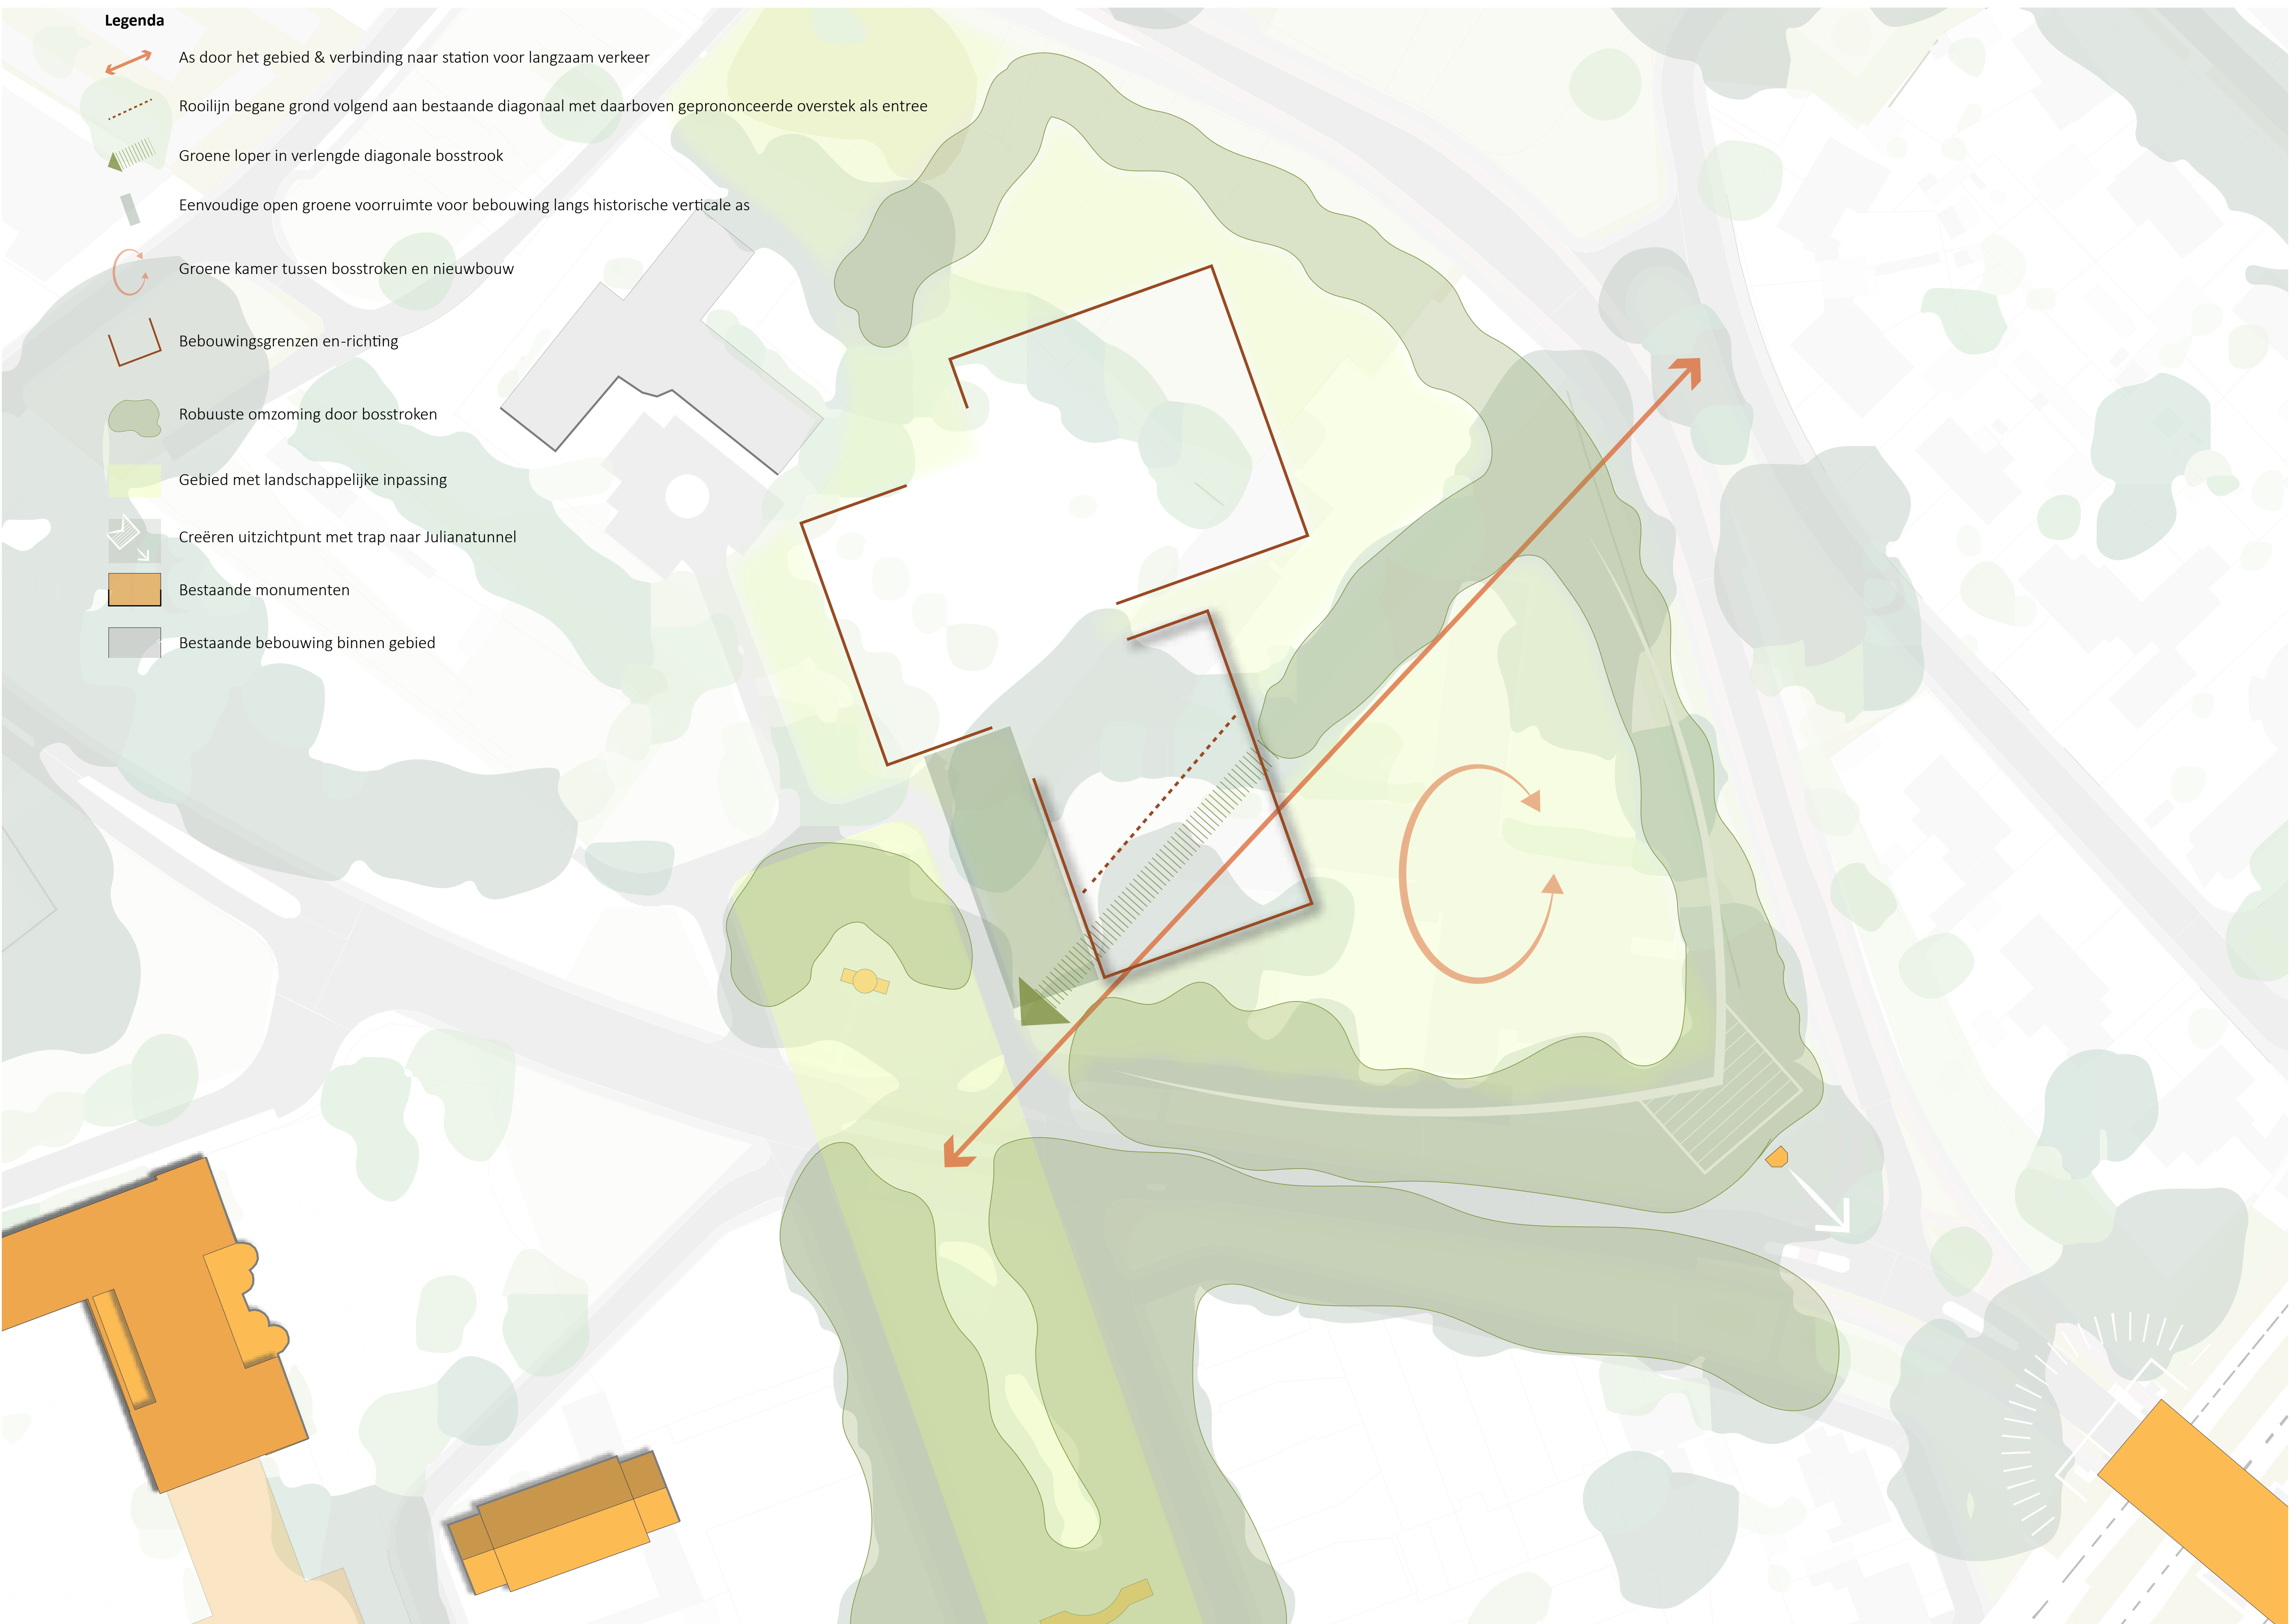 Legenda
As door het gebied & verbinding naar station voor langzaam verkeer
Rooilijn begane grond volgend aan bestaande diagonaal met daarboven geprononceerde overstek als entree
Groene loper in verlengde diagonale bosstrook
Eenvoudige open groene voorruimte voor bebouwing langs historische verticale as
Groene kamer tussen bosstroken en nieuwbouw
Bebouwingsgrenzen en-richting
Robuuste omzoming door bosstroken
Gebied met landschappelijke inpassing
Creëren uitzichtpunt met trap naar Julianatunnel
Bestaande monumenten
Bestaande bebouwing binnen gebied